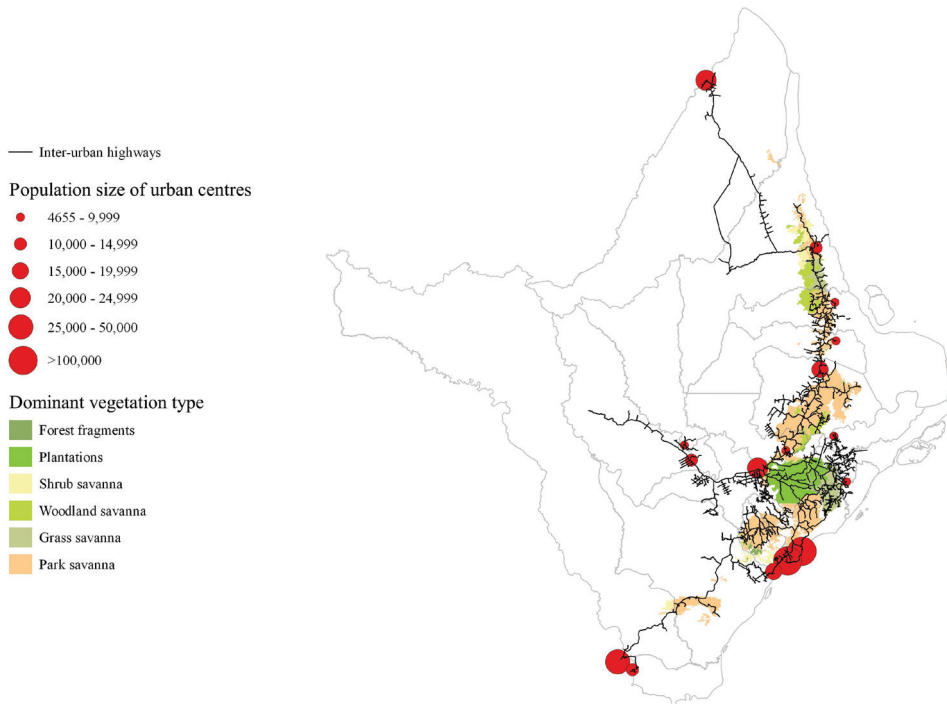 Inter-urban highways
Population size of urban centres
4655 - 9,999
10,000 - 14,999
15,000 - 19,999
20,000 - 24,999
25,000 - 50,000
>100,000
Dominant vegetation type
Forest fragments
Plantations
Shrub savanna
Woodland savanna
Grass savanna
Park savanna